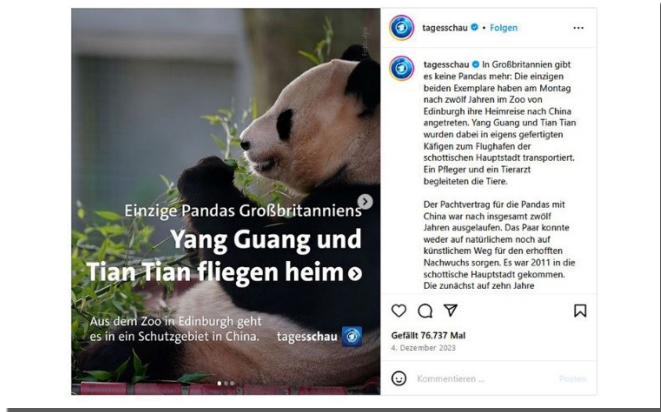 Einzige Pandas Großbritanniens
Yang Guang und
Tian Tian fliegen heim
Aus dem Zoo in Edinburgh geht
es in ein Schutzgebiet in China.
tagesschau
tagesschau • Folgen
tagesschau In Großbritannien gibt
es keine Pandas mehr: Die einzigen
beiden Exemplare haben am Montag
nach zwölf Jahren im Zoo von
Edinburgh ihre Heimreise nach China
angetreten. Yang Guang und Tian Tian
wurden dabei in eigens gefertigten
Käfigen zum Flughafen der
schottischen Hauptstadt transportiert.
Ein Pfleger und ein Tierarzt
begleiteten die Tiere.
Der Pachtvertrag für die Pandas mit
China war nach insgesamt zwölf
Jahren ausgelaufen. Das Paar konnte
weder auf natürlichem noch auf
künstlichem Weg für den erhofften
Nachwuchs sorgen. Es war 2011 in die
schottische Hauptstadt gekommen.
Die zunächst auf zehn Jahre
Gefällt 76.737 Mal
4. Dezember 2023
Kommentieren ...
Posten